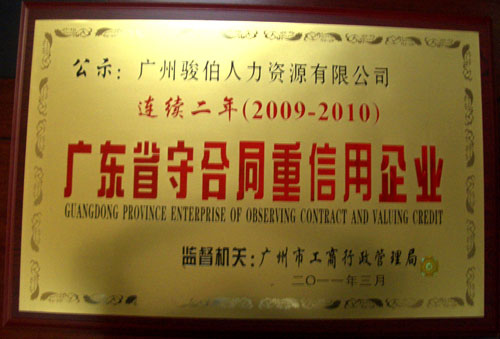 公示：广州骏伯人力资源有限公司
连续二年(2009-2010)
广东省守合同重信用企业
GUANGDONG PROVINCE ENTERPRISE OF OBSERVING CONTRACT AND VALUING CREDIT
监督机关：广州市工商行政管理局
二〇一一年三月